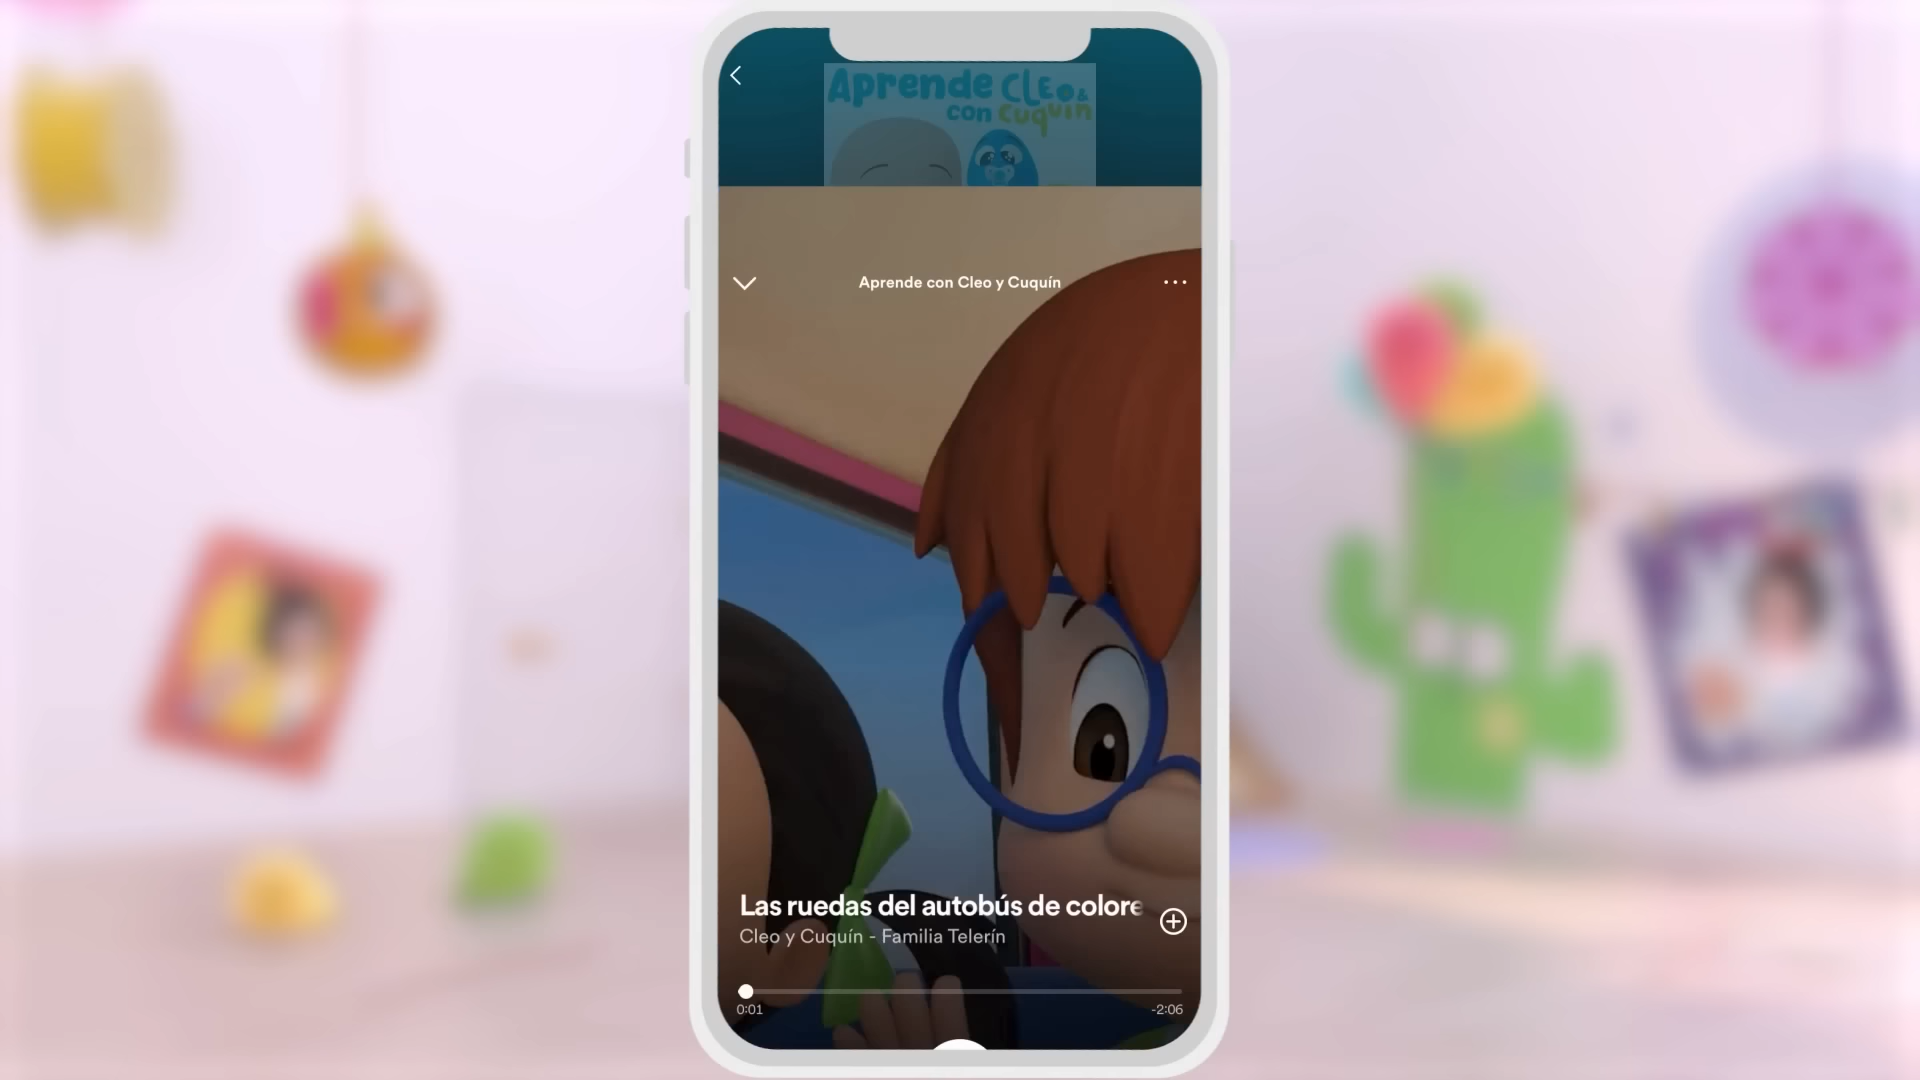 Aprende CLEO &
con cuquin
Aprende con Cleo y Cuquín
Las ruedas del autobús de colore
Cleo y Cuquín - Familia Telerín
0:01
-2:06